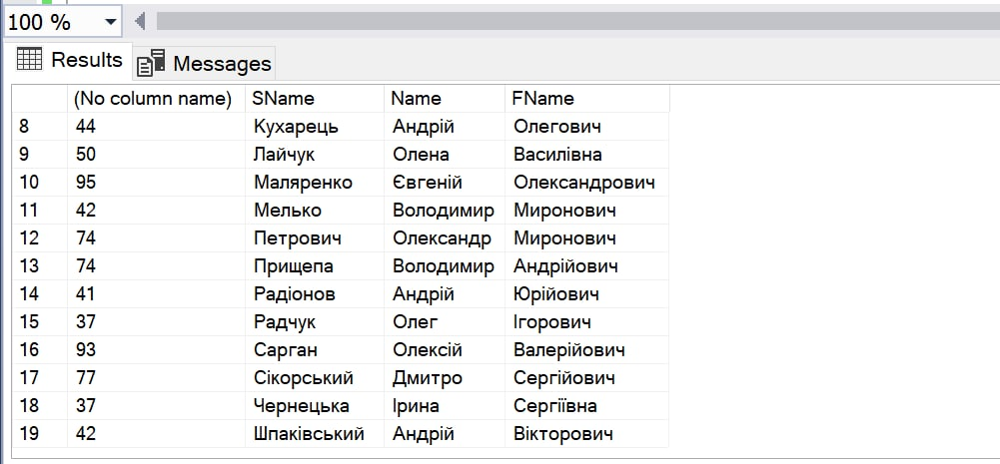 100 %
Results Messages
(No column name) SName Name FName
8 44 Кухарець Андрій Олегович
9 50 Лайчук Олена Василівна
10 95 Маляренко Євгеній Олександрович
11 42 Мелько Володимир Миронович
12 74 Петрович Олександр Миронович
13 74 Прищепа Володимир Андрійович
14 41 Радіонов Андрій Юрійович
15 37 Радчук Олег Ігорович
16 93 Сарган Олексій Валерійович
17 77 Сікорський Дмитро Сергійович
18 37 Чернецька Ірина Сергіївна
19 42 Шпаківський Андрій Вікторович